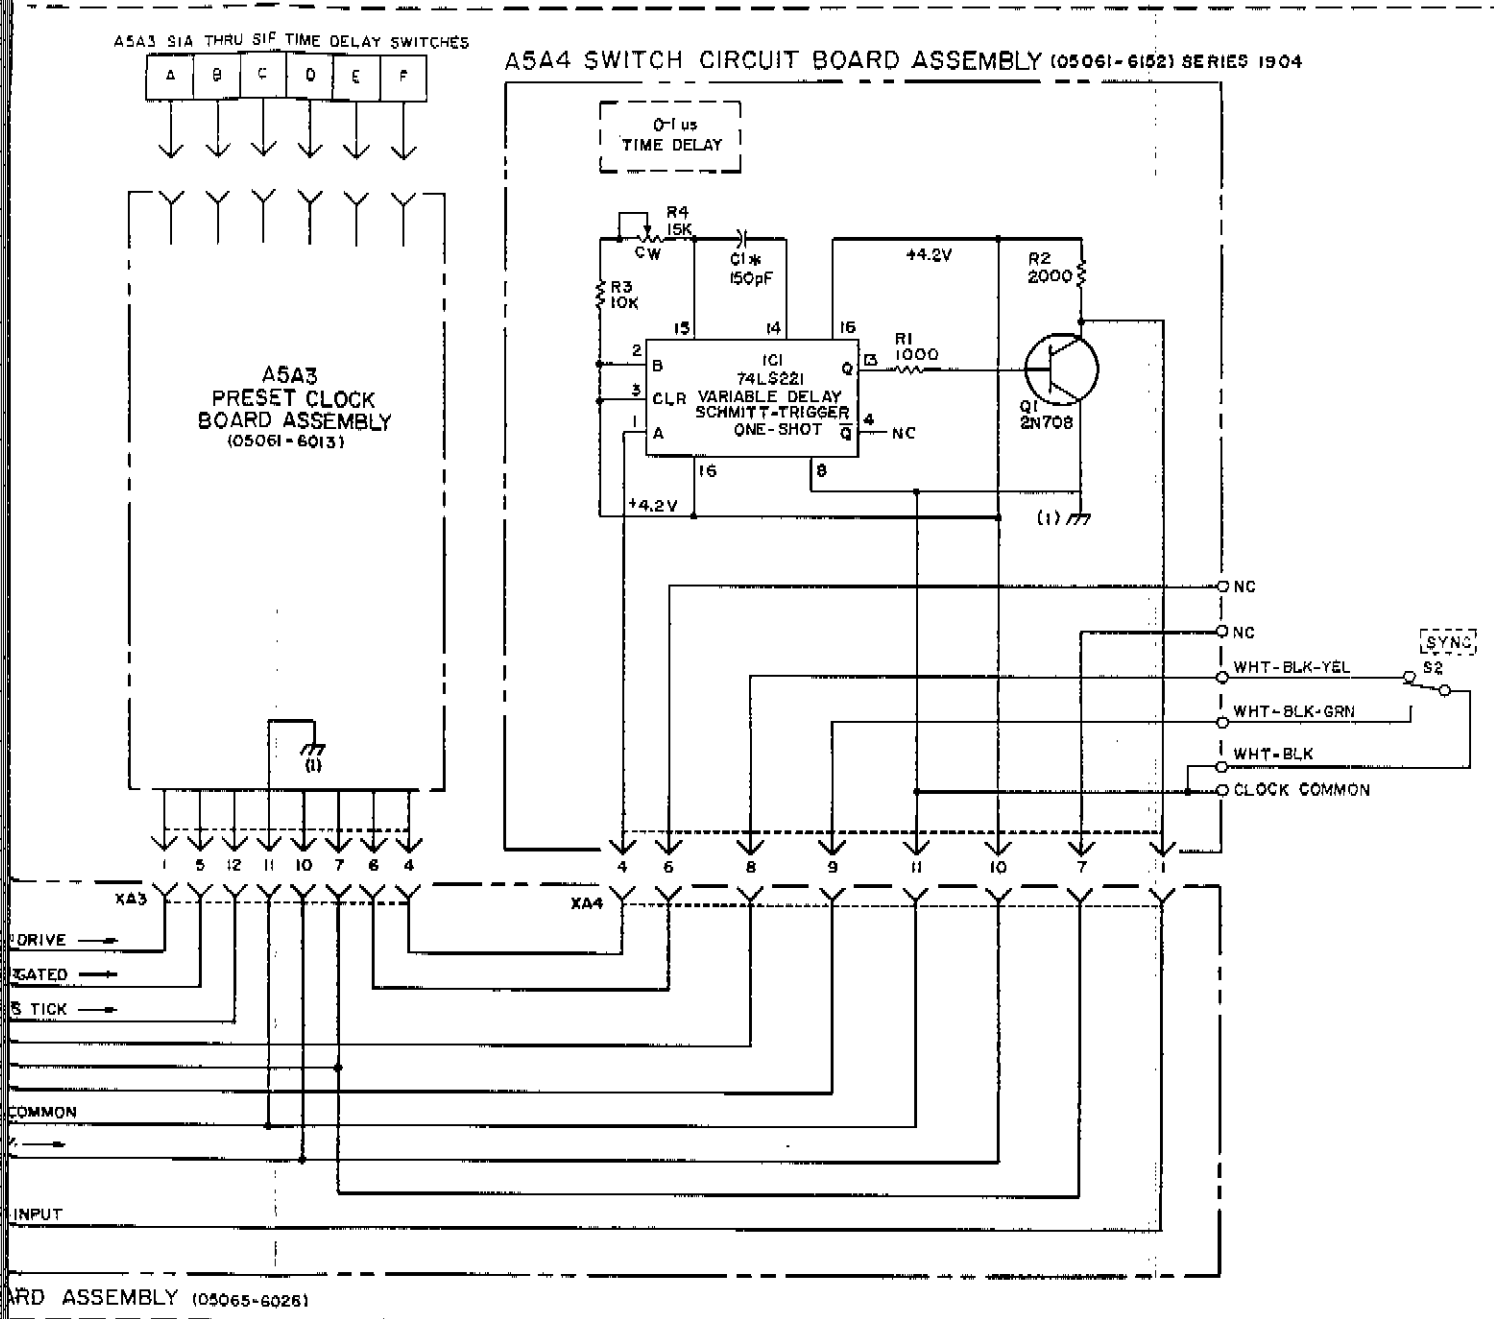 A5A3 S1A THRU S1F TIME DELAY SWITCHES
A B C D E F
A5A4 SWITCH CIRCUIT BOARD ASSEMBLY (05061-6152) SERIES 1904
0-1 us
TIME DELAY
R4
15K
CW
C1*
150pF
+4.2V
R2
2000
R3
10K
15
14
16
R1
1000
2
B
3
CLR
1
A
IC1
74LS221
VARIABLE DELAY
SCHMITT-TRIGGER
ONE-SHOT
Q
13
Q̅
4
NC
Q1
2N708
16
8
+4.2V
(1)
A5A3
PRESET CLOCK
BOARD ASSEMBLY
(05061-6013)
(1)
NC
NC
SYNC
WHT-BLK-YEL
S2
WHT-BLK-GRN
WHT-BLK
CLOCK COMMON
1 5 12 11 10 7 6 4
4 6 8 9 11 10 7 1
XA3
XA4
DRIVE
GATED
S TICK
COMMON
INPUT
ARD ASSEMBLY (05065-6026)